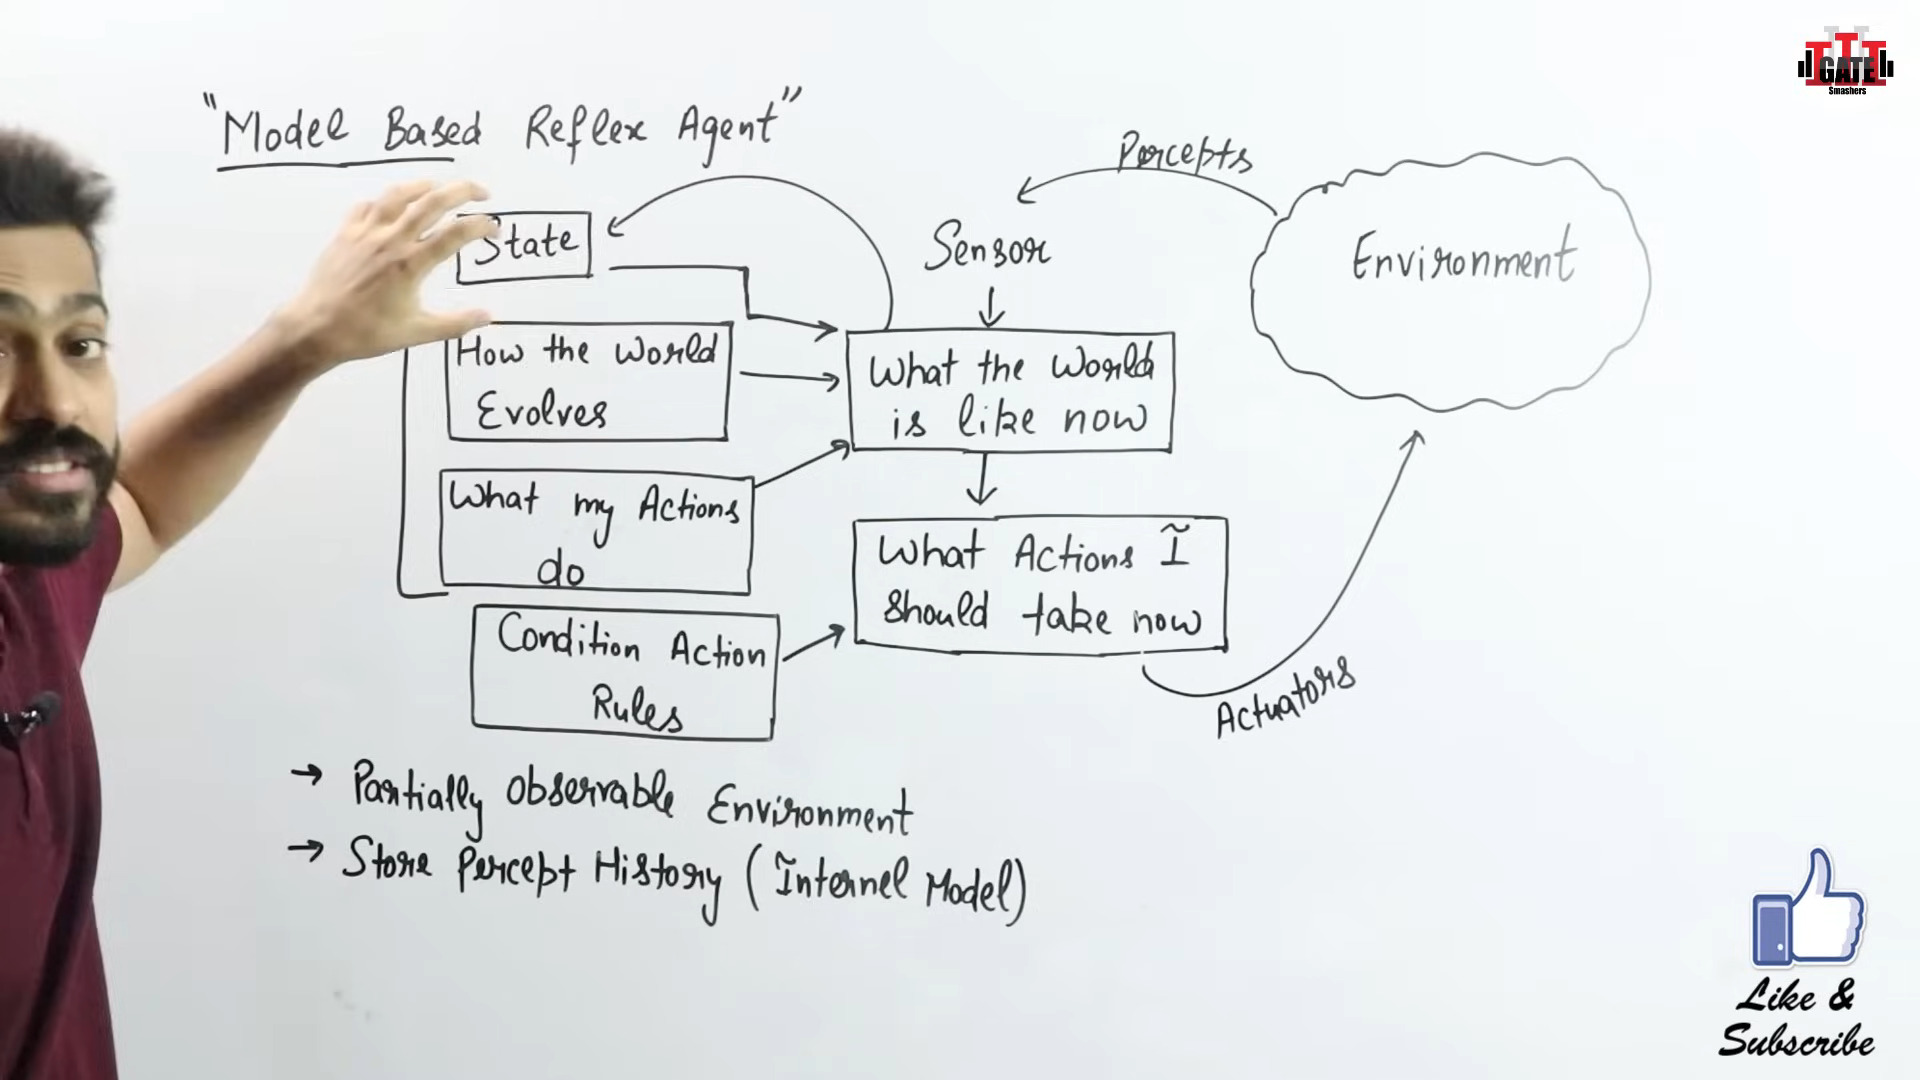 "Model Based Reflex Agent"
State
How the World
Evolves
What my Actions
do
Condition Action
Rules
Sensor
What the World
is like now
What Actions I
should take now
Percepts
Environment
Actuators
→ Partially Observable Environment
→ Store Percept History (Internel Model)
GATE
Smashers
Like &
Subscribe